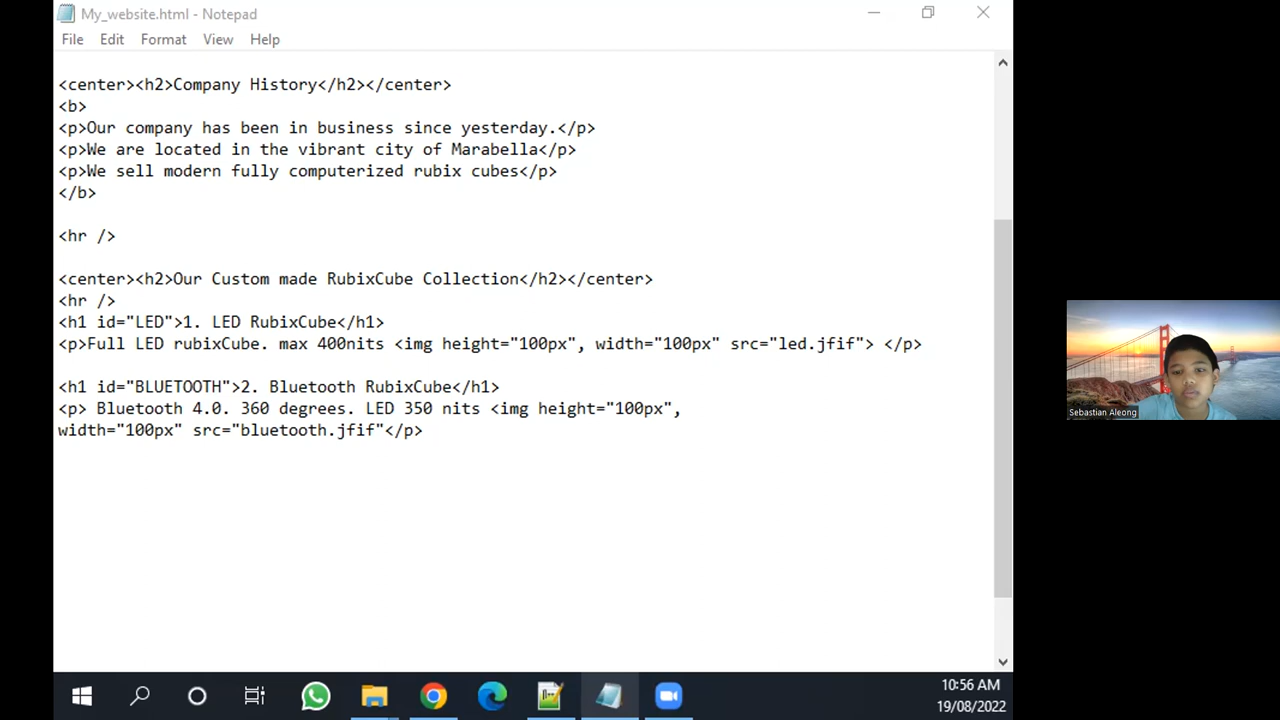 My_website.html - Notepad
File Edit Format View Help
<center><h2>Company History</h2></center>
<b>
<p>Our company has been in business since yesterday.</p>
<p>We are located in the vibrant city of Marabella</p>
<p>We sell modern fully computerized rubix cubes</p>
</b>
<hr />
<center><h2>Our Custom made RubixCube Collection</h2></center>
<hr />
<h1 id="LED">1. LED RubixCube</h1>
<p>Full LED rubixCube. max 400nits <img height="100px", width="100px" src="led.jfif"> </p>
<h1 id="BLUETOOTH">2. Bluetooth RubixCube</h1>
<p> Bluetooth 4.0. 360 degrees. LED 350 nits <img height="100px",
width="100px" src="bluetooth.jfif"</p>
Sebastian Aleong
10:56 AM
19/08/2022